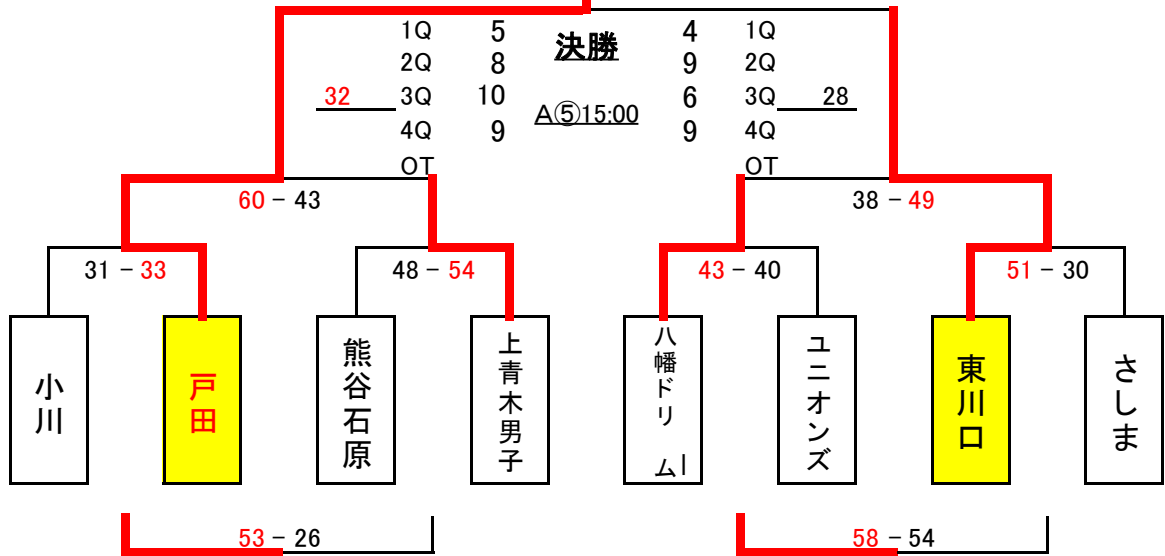 1Q 5 決勝 4 1Q
2Q 8 9 2Q
32 3Q 10 6 3Q 28
A⑤15:00
4Q 9 9 4Q
OT OT
60 - 43
38 - 49
31 - 33
48 - 54
43 - 40
51 - 30
小川
戸田
熊谷石原
上青木男子
八幡ドリーム
ユニオンズ
東川口
さしま
53 - 26
58 - 54